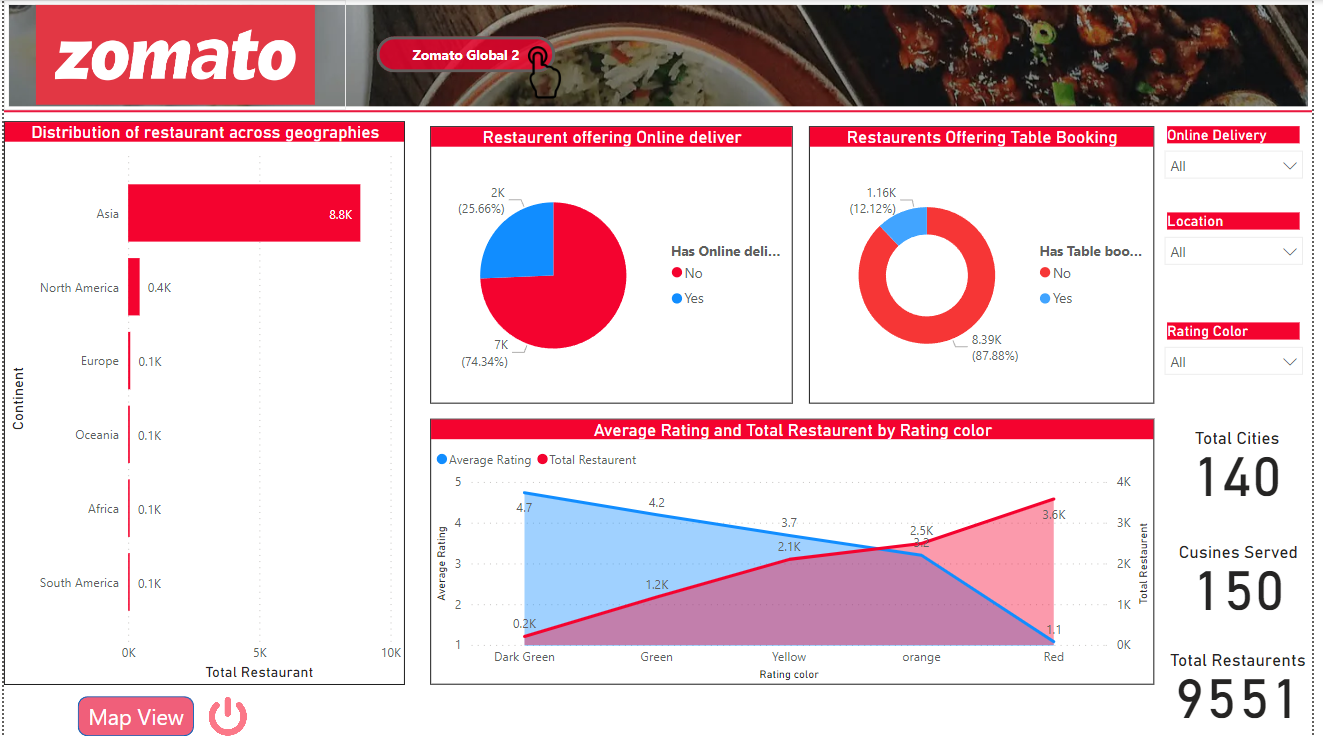 zomato
Zomato Global 2
Distribution of restaurant across geographies
Continent
Asia
8.8K
North America
0.4K
Europe
0.1K
Oceania
0.1K
Africa
0.1K
South America
0.1K
0K 5K 10K
Total Restaurant
Map View
Restaurent offering Online deliver
2K
(25.66%)
7K
(74.34%)
Has Online deli...
No
Yes
Restaurents Offering Table Booking
1.16K
(12.12%)
8.39K
(87.88%)
Has Table boo...
No
Yes
Average Rating and Total Restaurent by Rating color
Average Rating Total Restaurent
Average Rating
5
4
3
2
1
4.7
4.2
3.7
3.2
1.1
0.2K
1.2K
2.1K
2.5K
3.6K
4K
3K
2K
1K
0K
Total Restaurent
Dark Green Green Yellow orange Red
Rating color
Online Delivery
All
Location
All
Rating Color
All
Total Cities
140
Cusines Served
150
Total Restaurents
9551